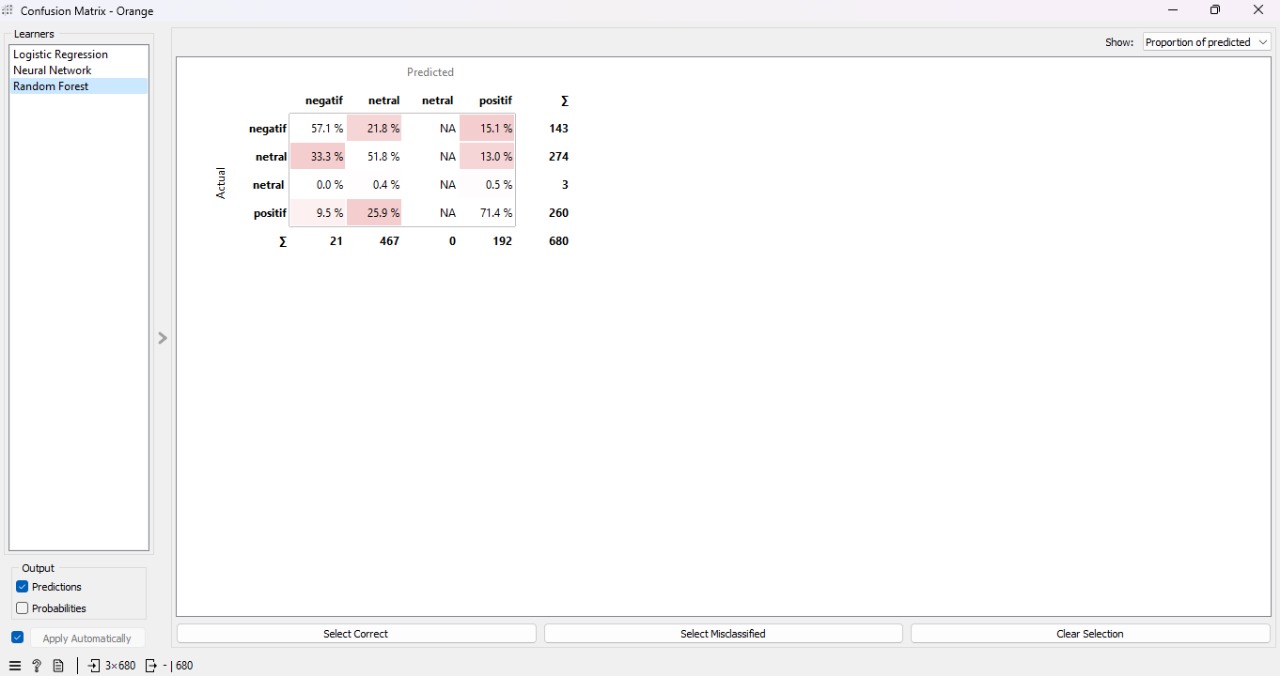 Confusion Matrix - Orange
Learners
Logistic Regression
Neural Network
Random Forest
Show: Proportion of predicted
Predicted
negatif netral netral positif Σ
negatif 57.1 % 21.8 % NA 15.1 % 143
netral 33.3 % 51.8 % NA 13.0 % 274
Actual
netral 0.0 % 0.4 % NA 0.5 % 3
positif 9.5 % 25.9 % NA 71.4 % 260
Σ 21 467 0 192 680
Output
Predictions
Probabilities
Apply Automatically
Select Correct Select Misclassified Clear Selection
3×680 - | 680